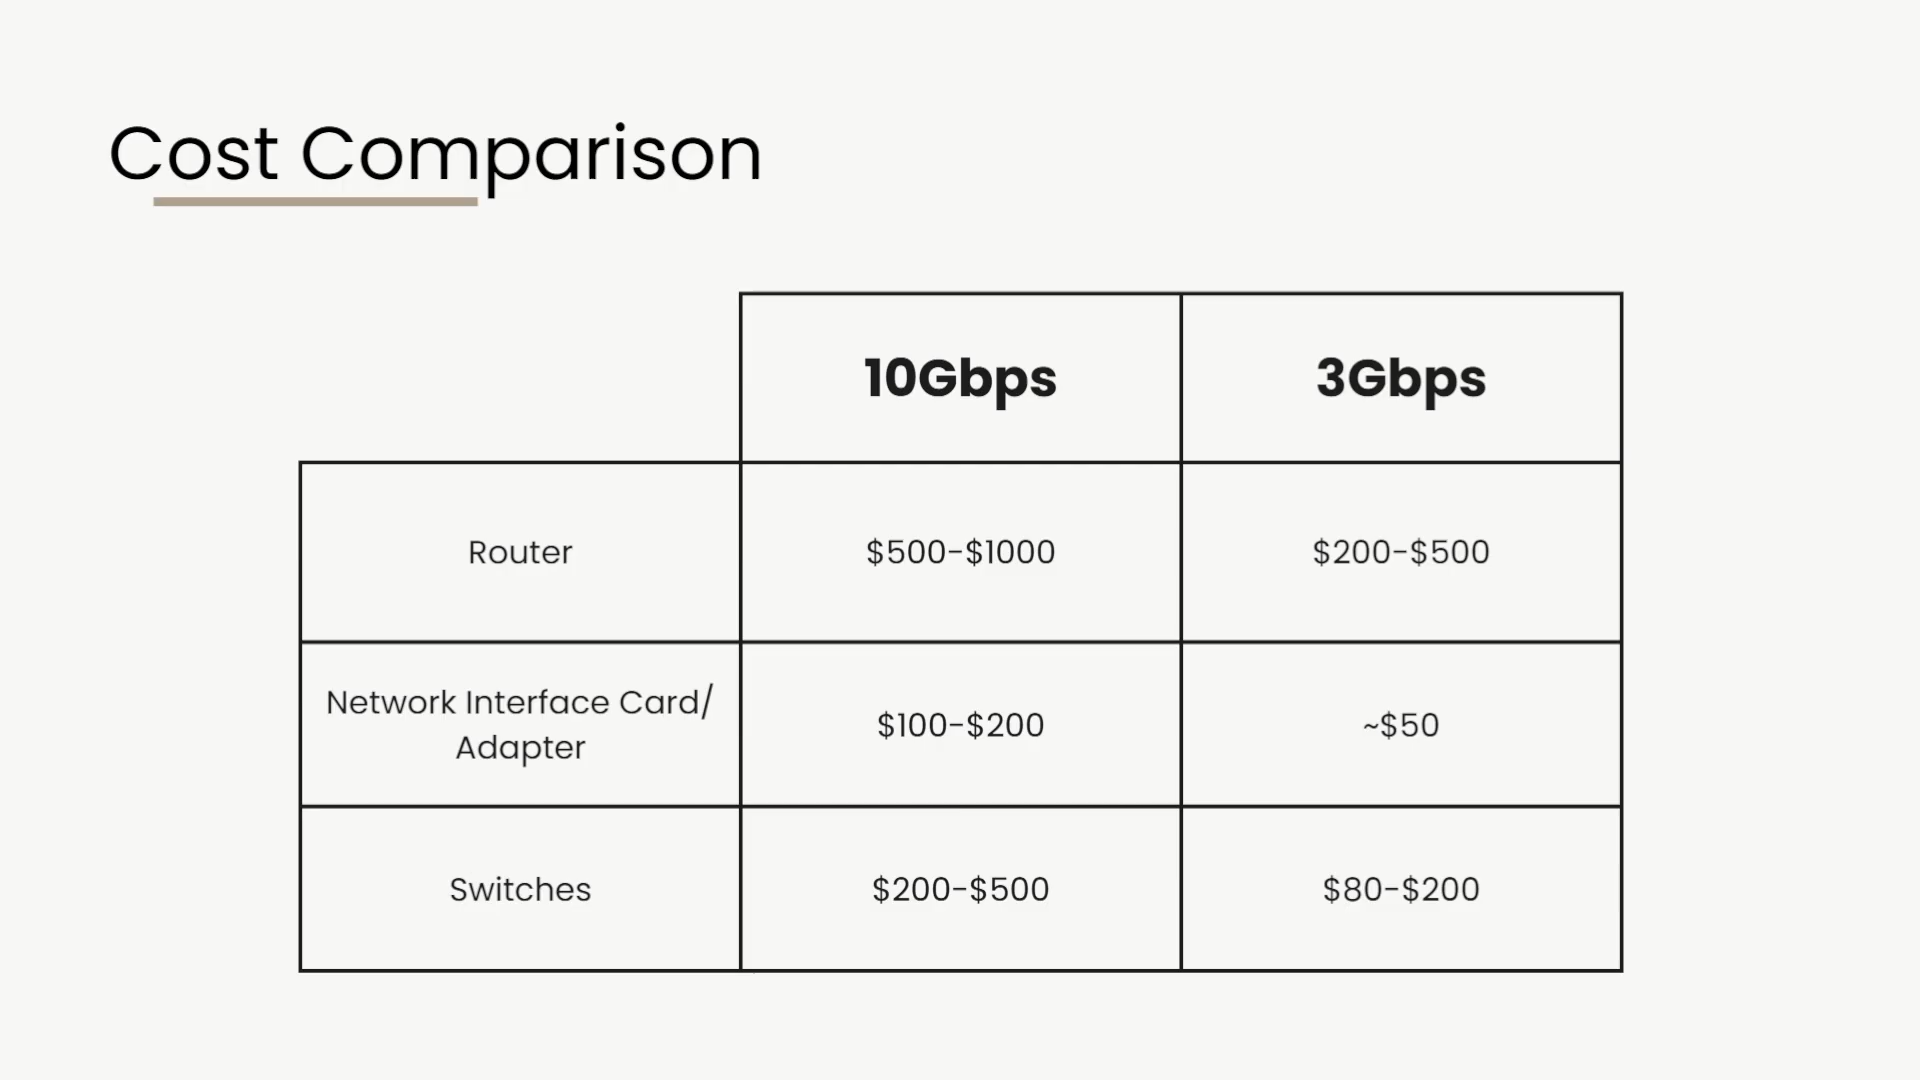 Cost Comparison
10Gbps 3Gbps
Router $500-$1000 $200-$500
Network Interface Card/
Adapter $100-$200 ~$50
Switches $200-$500 $80-$200